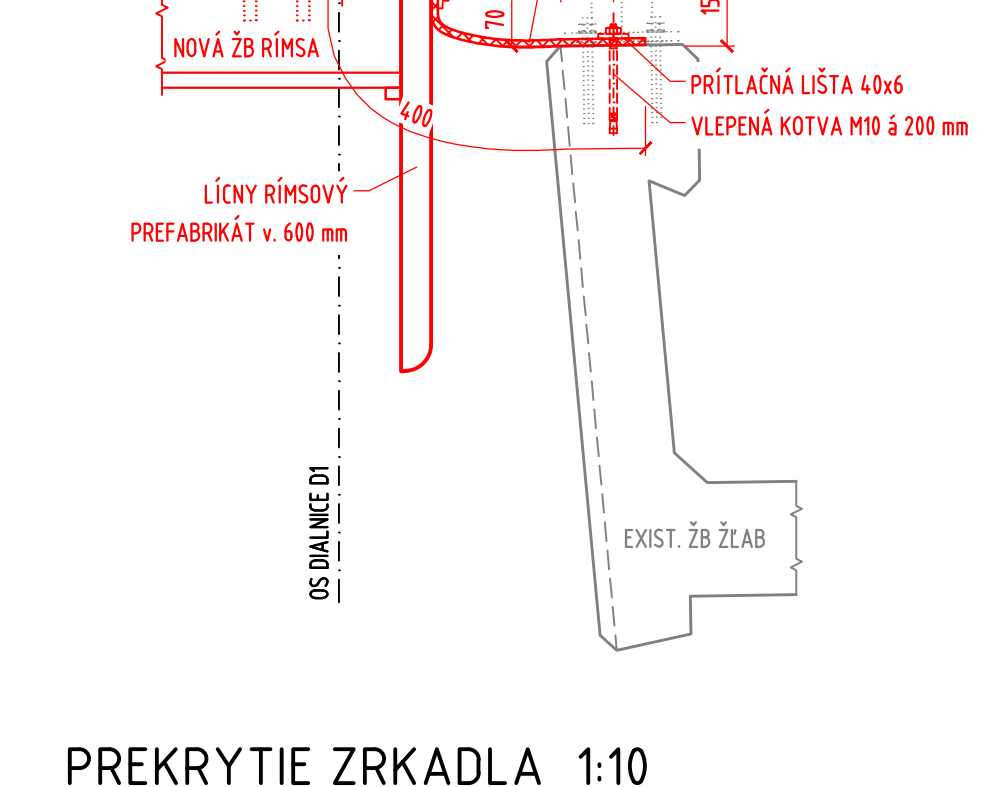 70
15
NOVÁ ŽB RÍMSA
PRÍTLAČNÁ LIŠTA 40x6
400
VLEPENÁ KOTVA M10 á 200 mm
LÍCNY RÍMSOVÝ
PREFABRIKÁT v. 600 mm
OS DIALNICE D1
EXIST. ŽB ŽĽAB
PREKRYTIE ZRKADLA 1:10